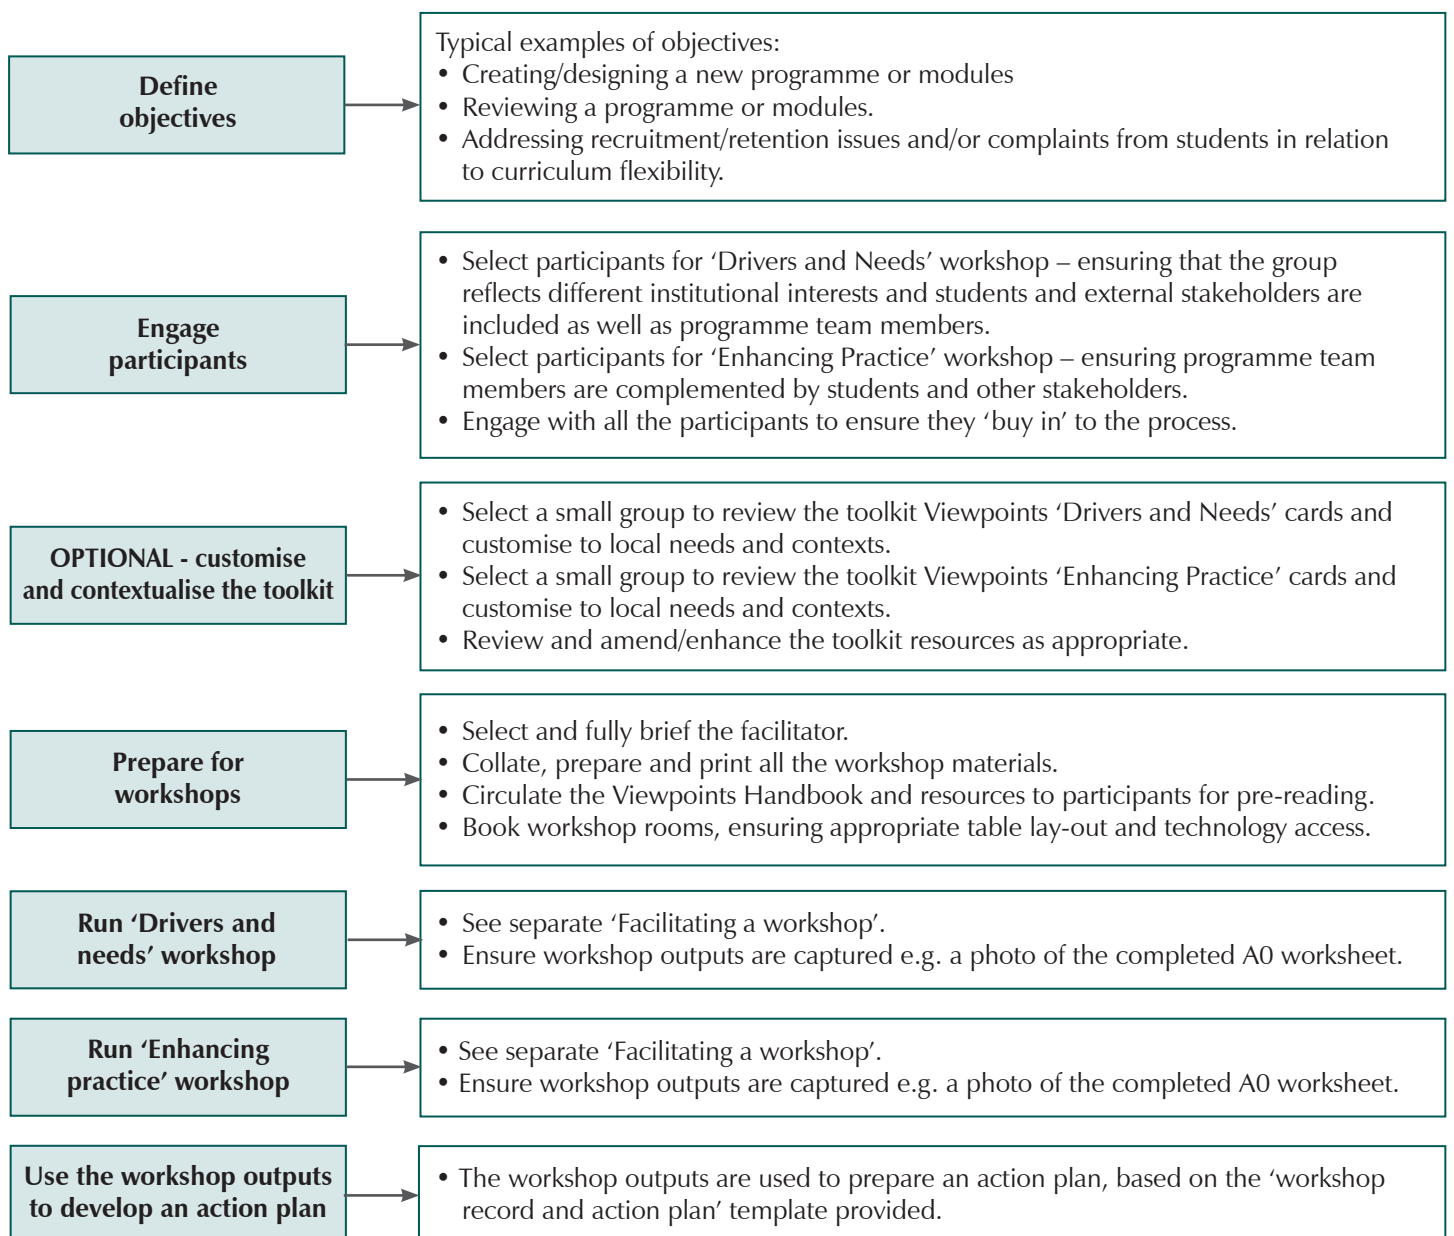 Define
objectives
Typical examples of objectives:
• Creating/designing a new programme or modules
• Reviewing a programme or modules.
• Addressing recruitment/retention issues and/or complaints from students in relation
to curriculum flexibility.
Engage
participants
• Select participants for ‘Drivers and Needs’ workshop – ensuring that the group
reflects different institutional interests and students and external stakeholders are
included as well as programme team members.
• Select participants for ‘Enhancing Practice’ workshop – ensuring programme team
members are complemented by students and other stakeholders.
• Engage with all the participants to ensure they ‘buy in’ to the process.
OPTIONAL - customise
and contextualise the toolkit
• Select a small group to review the toolkit Viewpoints ‘Drivers and Needs’ cards and
customise to local needs and contexts.
• Select a small group to review the toolkit Viewpoints ‘Enhancing Practice’ cards and
customise to local needs and contexts.
• Review and amend/enhance the toolkit resources as appropriate.
Prepare for
workshops
• Select and fully brief the facilitator.
• Collate, prepare and print all the workshop materials.
• Circulate the Viewpoints Handbook and resources to participants for pre-reading.
• Book workshop rooms, ensuring appropriate table lay-out and technology access.
Run ‘Drivers and
needs’ workshop
• See separate ‘Facilitating a workshop’.
• Ensure workshop outputs are captured e.g. a photo of the completed A0 worksheet.
Run ‘Enhancing
practice’ workshop
• See separate ‘Facilitating a workshop’.
• Ensure workshop outputs are captured e.g. a photo of the completed A0 worksheet.
Use the workshop outputs
to develop an action plan
• The workshop outputs are used to prepare an action plan, based on the ‘workshop
record and action plan’ template provided.